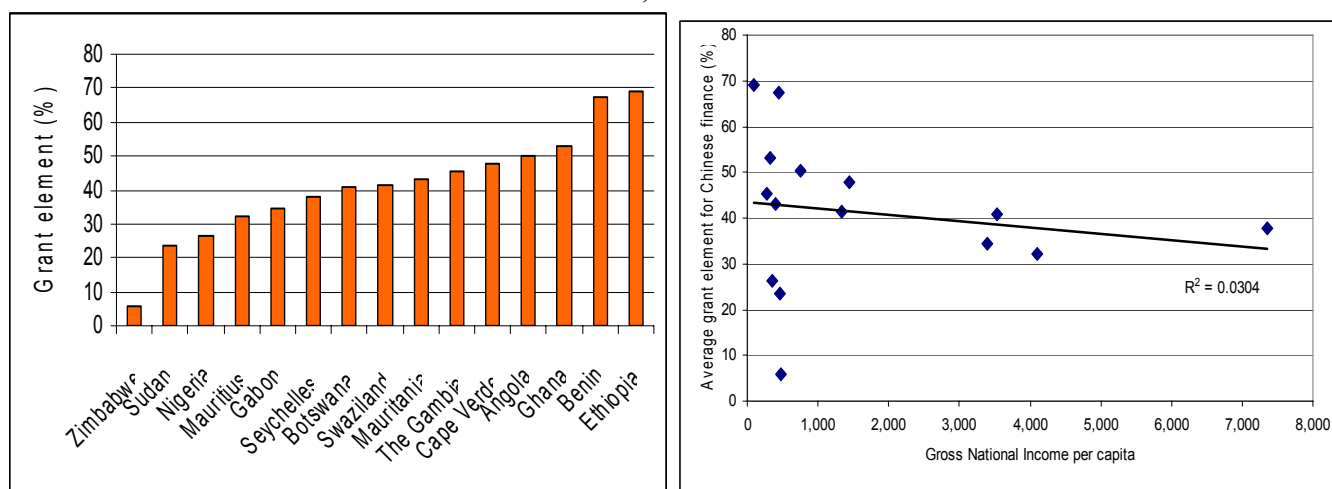 Grant element (%)
80
70
60
50
40
30
20
10
0
Zimbabwe
Sudan
Nigeria
Mauritius
Gabon
Seychelles
Botswana
Swaziland
Mauritania
The Gambia
Cape Verde
Angola
Ghana
Benin
Ethiopia
Average grant element for Chinese finance (%)
80
70
60
50
40
30
20
10
0
R² = 0.0304
0 1,000 2,000 3,000 4,000 5,000 6,000 7,000 8,000
Gross National Income per capita